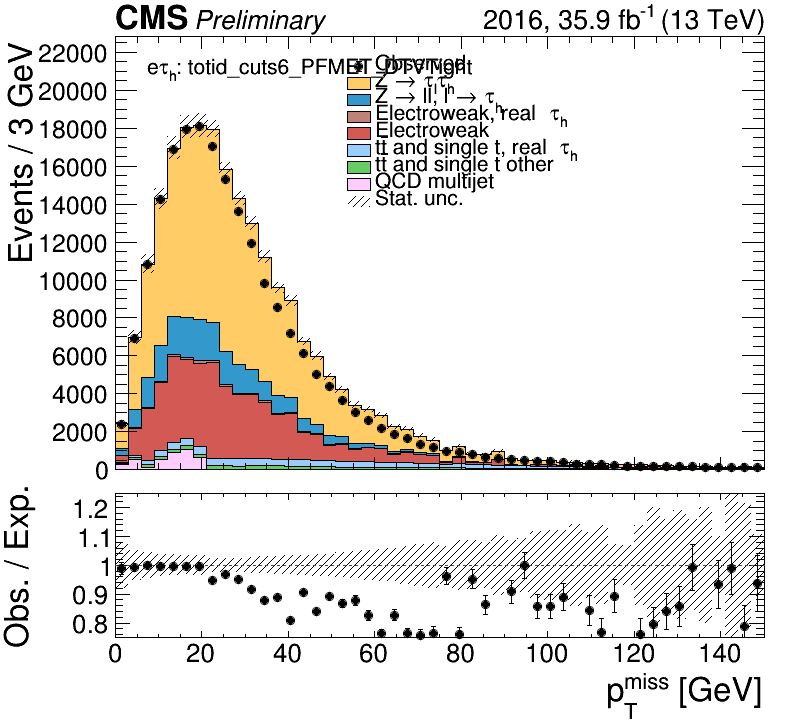 CMS Preliminary 2016, 35.9 fb⁻¹ (13 TeV)
Events / 3 GeV
22000
20000
18000
16000
14000
12000
10000
8000
6000
4000
2000
0
eτh: totid_cuts6_PFMET_DTVTight
Observed
Z → τlτh
Z → ll, l → τh
Electroweak, real τh
Electroweak
tt and single t, real τh
tt and single t other
QCD multijet
Stat. unc.
Obs. / Exp.
1.2
1.1
1
0.9
0.8
0 20 40 60 80 100 120 140
pTmiss [GeV]